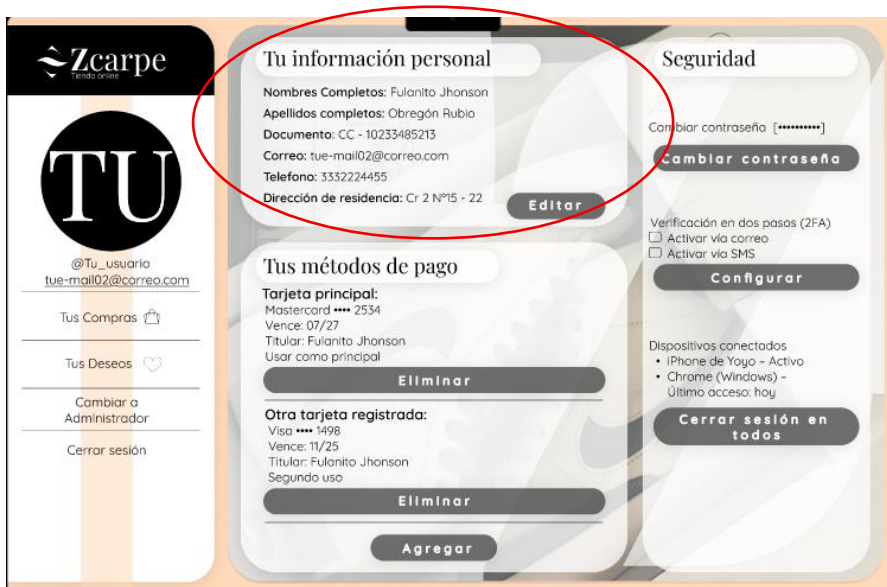 Zcarpe
Tienda online
TU
@Tu_usuario
tue-mail02@correo.com
Tus Compras
Tus Deseos
Cambiar a
Administrador
Cerrar sesión
Tu información personal
Nombres Completos: Fulanito Jhonson
Apellidos completos: Obregón Rubio
Documento: CC - 10233485213
Correo: tue-mail02@correo.com
Telefono: 3332224455
Dirección de residencia: Cr 2 N°15 - 22
Editar
Tus métodos de pago
Tarjeta principal:
Mastercard •••• 2534
Vence: 07/27
Titular: Fulanito Jhonson
Usar como principal
Eliminar
Otra tarjeta registrada:
Visa •••• 1498
Vence: 11/25
Titular: Fulanito Jhonson
Segundo uso
Eliminar
Agregar
Seguridad
Cambiar contraseña [••••••••••]
Cambiar contraseña
Verificación en dos pasos (2FA)
Activar vía correo
Activar vía SMS
Configurar
Dispositivos conectados
• iPhone de Yoyo – Activo
• Chrome (Windows) –
Último acceso: hoy
Cerrar sesión en
todos